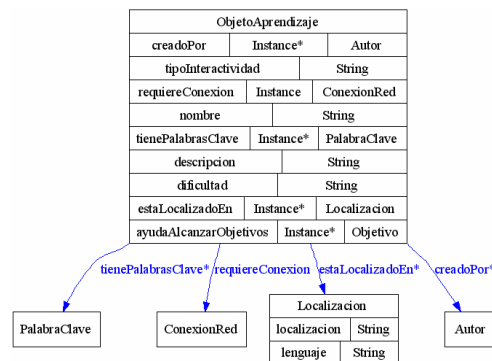 ObjetoAprendizaje
creadoPor Instance* Autor
tipoInteractividad String
requiereConexion Instance ConexionRed
nombre String
tienePalabrasClave Instance* PalabraClave
descripcion String
dificultad String
estaLocalizadoEn Instance* Localizacion
ayudaAlcanzarObjetivos Instance* Objetivo
tienePalabrasClave* requiereConexion estaLocalizadoEn* creadoPor*
PalabraClave ConexionRed Localizacion Autor
localizacion String
lenguaje String